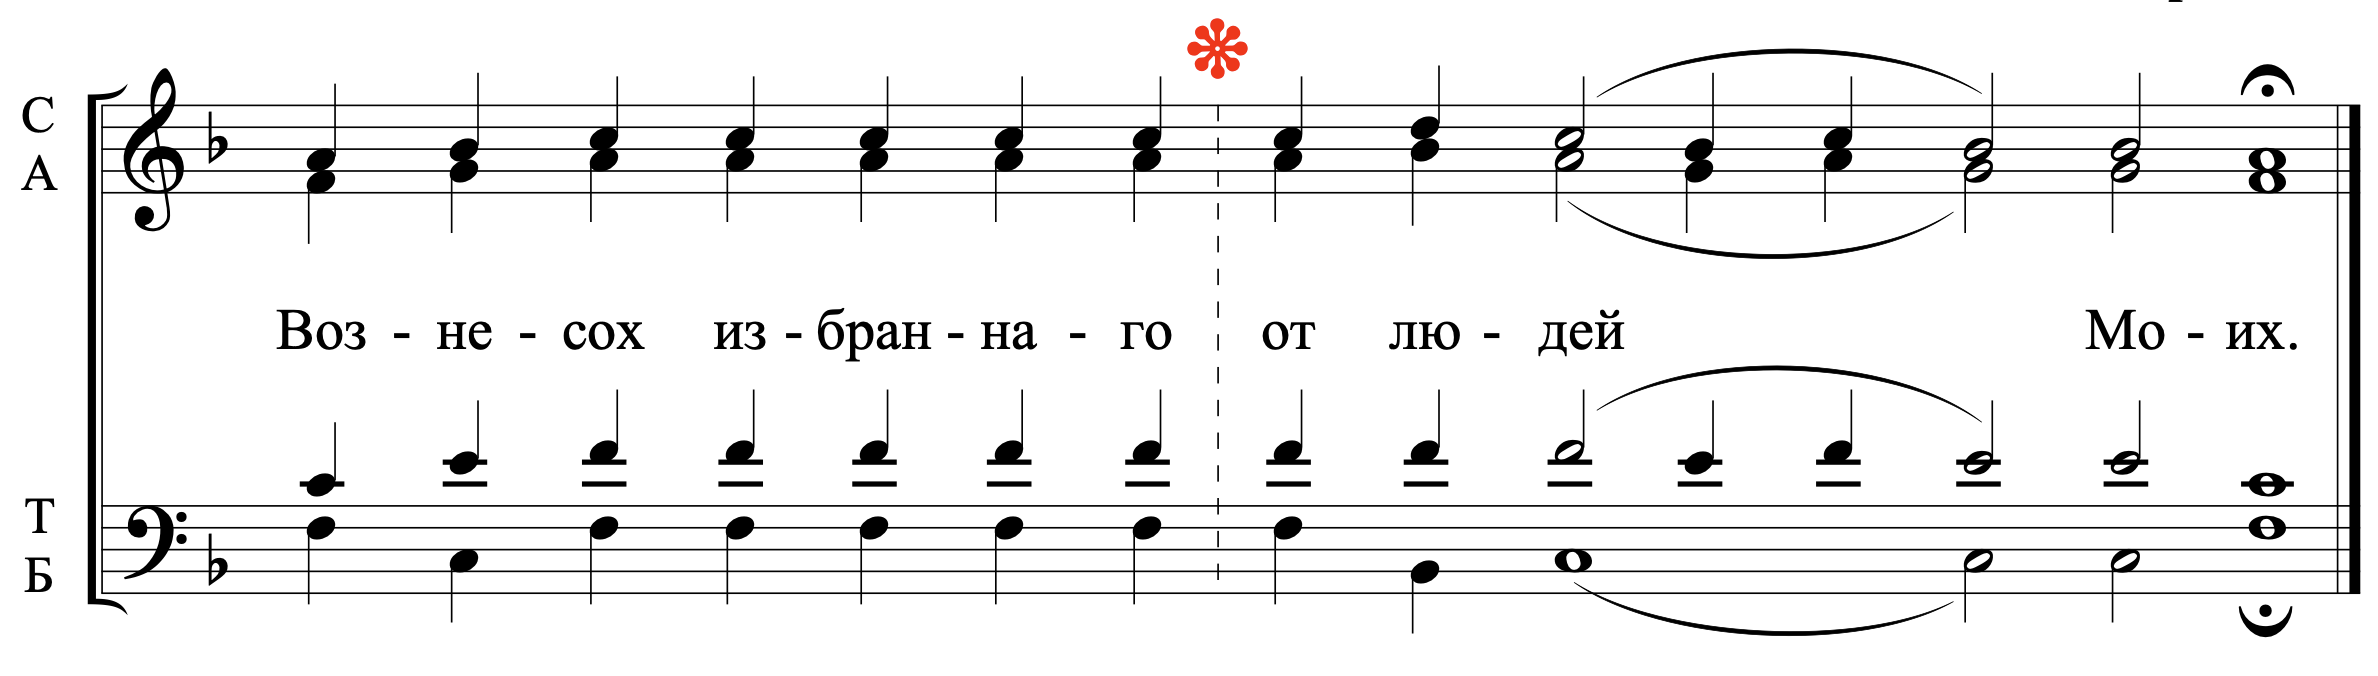 С
А
Воз - не - сох из - бран - на - го от лю - дей Мо - их.
Т
Б